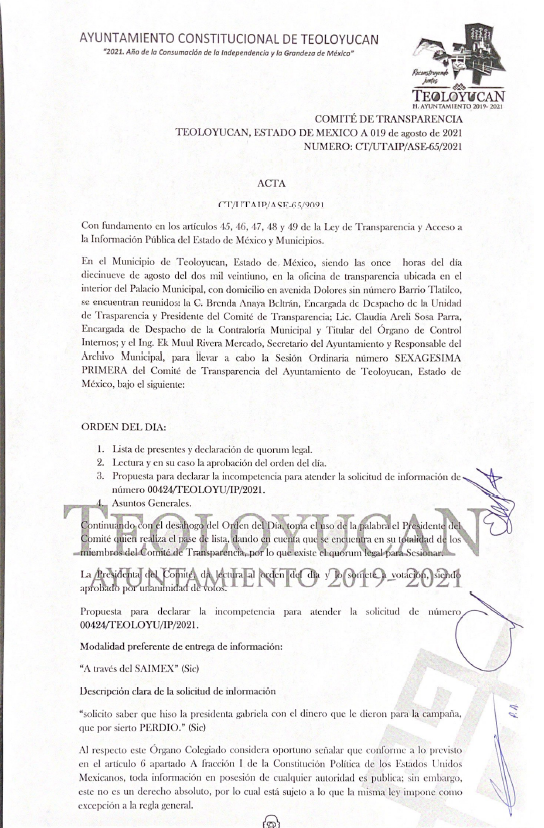 AYUNTAMIENTO CONSTITUCIONAL DE TEOLOYUCAN
"2021. Año de la Consumación de la Independencia y la Grandeza de México"
Reconstruyendo
juntos
TEOLOYUCAN
H. AYUNTAMIENTO 2019- 2021
COMITÉ DE TRANSPARENCIA
TEOLOYUCAN, ESTADO DE MEXICO A 019 de agosto de 2021
NUMERO: CT/UTAIP/ASE-65/2021
ACTA
CT/UTAIP/ASE-65/2021
Con fundamento en los artículos 45, 46, 47, 48 y 49 de la Ley de Transparencia y Acceso a
la Información Pública del Estado de México y Municipios.
En el Municipio de Teoloyucan, Estado de México, siendo las once horas del día
diecinueve de agosto del dos mil veintiuno, en la oficina de transparencia ubicada en el
interior del Palacio Municipal, con domicilio en avenida Dolores sin número Barrio Tlatilco,
se encuentran reunidos: la C. Brenda Anaya Beltrán, Encargada de Despacho de la Unidad
de Trasparencia y Presidente del Comité de Transparencia; Lic. Claudia Areli Sosa Parra,
Encargada de Despacho de la Contraloría Municipal y Titular del Órgano de Control
Internos; y el Ing. Ek Muul Rivera Mercado, Secretario del Ayuntamiento y Responsable del
Archivo Municipal, para llevar a cabo la Sesión Ordinaria número SEXAGESIMA
PRIMERA del Comité de Transparencia del Ayuntamiento de Teoloyucan, Estado de
México, bajo el siguiente:
ORDEN DEL DIA:
1. Lista de presentes y declaración de quorum legal.
2. Lectura y en su caso la aprobación del orden del día.
3. Propuesta para declarar la incompetencia para atender la solicitud de información de
número 00424/TEOLOYU/IP/2021.
4. Asuntos Generales.
TEOLOYUCAN
Continuando con el desahogo del Orden del Día, toma el uso de la palabra el Presidente del
Comité quien realiza el pase de lista, dando en cuenta que se encuentra en su totalidad de los
miembros del Comité de Transparencia, por lo que existe el quorum legal para Sesionar.
AYUNTAMIENTO 2019- 2021
La Presidenta del Comité, da lectura al orden del día y lo somete a votación, siendo
aprobado por unanimidad de votos.
Propuesta para declarar la incompetencia para atender la solicitud de número
00424/TEOLOYU/IP/2021.
Modalidad preferente de entrega de información:
"A través del SAIMEX" (Sic)
Descripción clara de la solicitud de información
"solicito saber que hiso la presidenta gabriela con el dinero que le dieron para la campaña,
que por sierto PERDIO." (Sic)
Al respecto este Órgano Colegiado considera oportuno señalar que conforme a lo previsto
en el artículo 6 apartado A fracción I de la Constitución Política de los Estados Unidos
Mexicanos, toda información en posesión de cualquier autoridad es publica; sin embargo,
este no es un derecho absoluto, por lo cual está sujeto a lo que la misma ley impone como
excepción a la regla general.